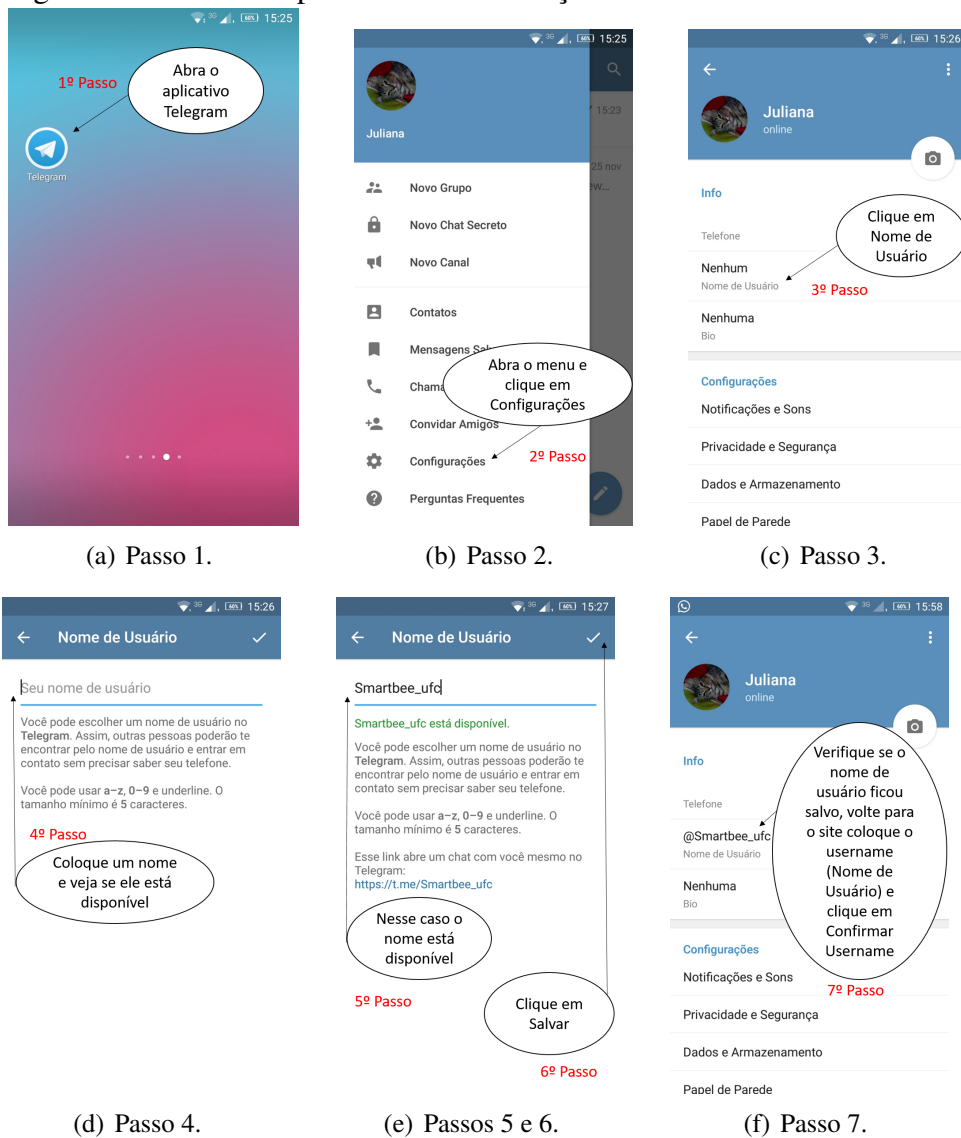 15:25
1º Passo
Abra o
aplicativo
Telegram
Telegram
(a) Passo 1.
3G 60% 15:25
Juliana
15:23
25 nov
Novo Grupo
Novo Chat Secreto
Novo Canal
Contatos
Mensagens
Abra o menu e
clique em
Configurações
Convidar Amigos
Configurações
2º Passo
Perguntas Frequentes
(b) Passo 2.
3G 60% 15:26
Juliana
online
Info
Clique em
Nome de
Usuário
Telefone
Nenhum
Nome de Usuário
3º Passo
Nenhuma
Bio
Configurações
Notificações e Sons
Privacidade e Segurança
Dados e Armazenamento
Papel de Parede
(c) Passo 3.
3G 60% 15:26
Nome de Usuário
Seu nome de usuário
Você pode escolher um nome de usuário no
Telegram. Assim, outras pessoas poderão te
encontrar pelo nome de usuário e entrar em
contato sem precisar saber seu telefone.
Você pode usar a–z, 0–9 e underline. O
tamanho mínimo é 5 caracteres.
4º Passo
Coloque um nome
e veja se ele está
disponível
(d) Passo 4.
3G 60% 15:27
Nome de Usuário
Smartbee_ufc
Smartbee_ufc está disponível.
Você pode escolher um nome de usuário no
Telegram. Assim, outras pessoas poderão te
encontrar pelo nome de usuário e entrar em
contato sem precisar saber seu telefone.
Você pode usar a–z, 0–9 e underline. O
tamanho mínimo é 5 caracteres.
Esse link abre um chat com você mesmo no
Telegram:
https://t.me/Smartbee_ufc
Nesse caso o
nome está
disponível
5º Passo
Clique em
Salvar
6º Passo
(e) Passos 5 e 6.
3G 60% 15:58
Juliana
online
Info
Telefone
@Smartbee_ufc
Nome de Usuário
Nenhuma
Bio
Verifique se o
nome de
usuário ficou
salvo, volte para
o site coloque o
username
(Nome de
Usuário) e
clique em
Confirmar
Username
7º Passo
Configurações
Notificações e Sons
Privacidade e Segurança
Dados e Armazenamento
Papel de Parede
(f) Passo 7.